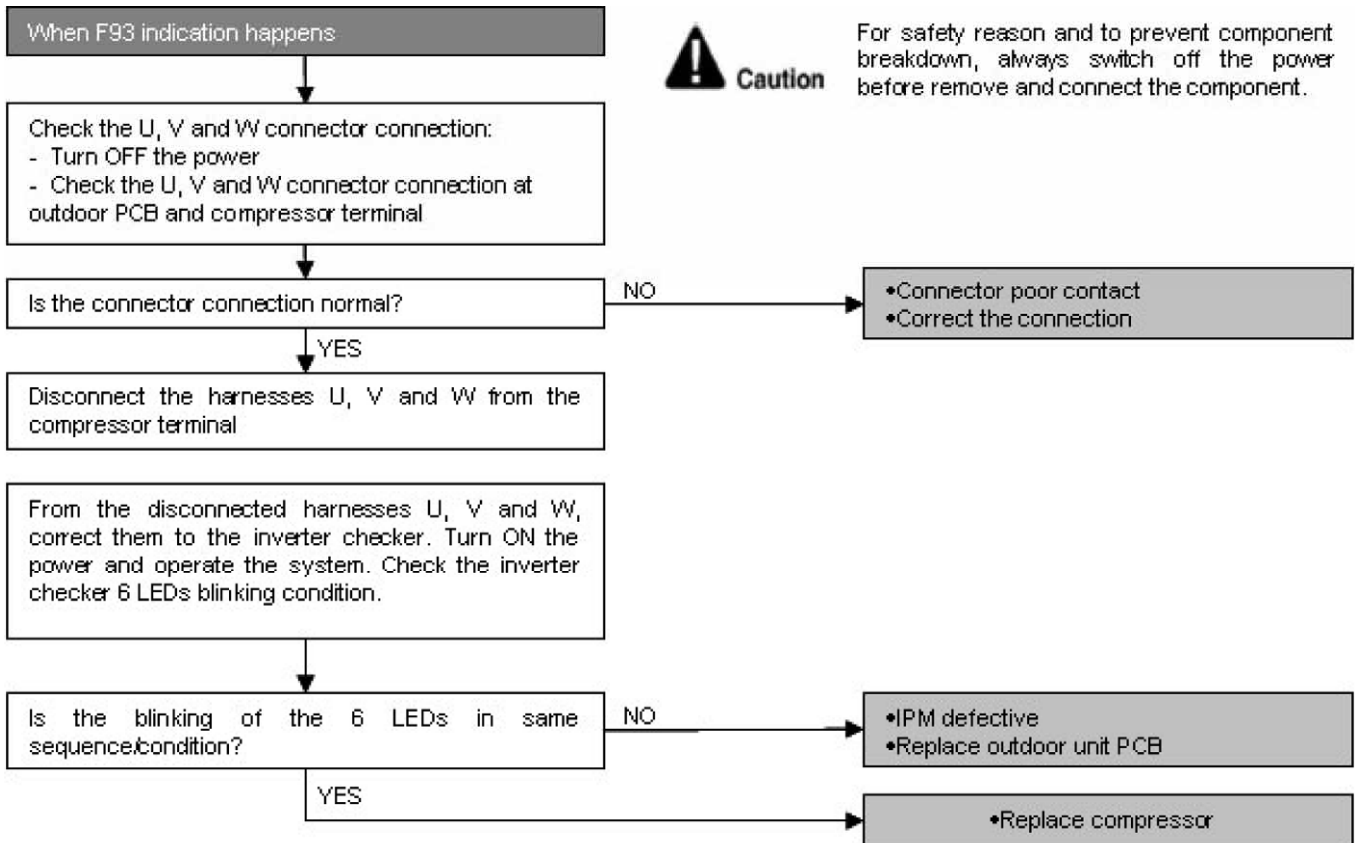 When F93 indication happens
Caution
For safety reason and to prevent component
breakdown, always switch off the power
before remove and connect the component.
Check the U, V and W connector connection:
- Turn OFF the power
- Check the U, V and W connector connection at
outdoor PCB and compressor terminal
Is the connector connection normal?
NO
•Connector poor contact
•Correct the connection
YES
Disconnect the harnesses U, V and W from the
compressor terminal
From the disconnected harnesses U, V and W,
correct them to the inverter checker. Turn ON the
power and operate the system. Check the inverter
checker 6 LEDs blinking condition.
Is the blinking of the 6 LEDs in same
sequence/condition?
NO
•IPM defective
•Replace outdoor unit PCB
YES
•Replace compressor